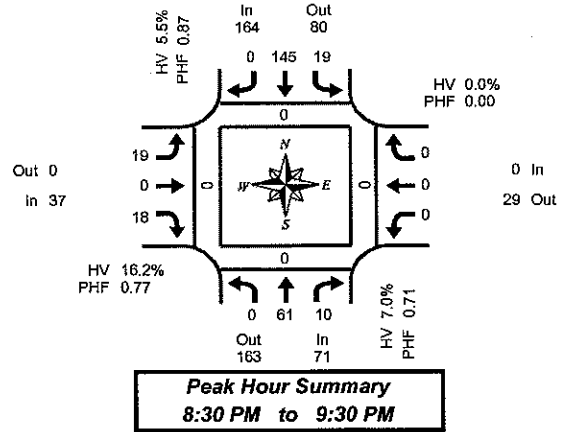 In Out
164 80
HV 5.5%
PHF 0.87
0 145 19
HV 0.0%
PHF 0.00
0
Out 0
In 37
19
0
18
0
N
W E
S
0
0
0
0
0 In
29 Out
0
HV 16.2%
PHF 0.77
0 61 10
HV 7.0%
PHF 0.71
Out In
163 71
Peak Hour Summary
8:30 PM to 9:30 PM